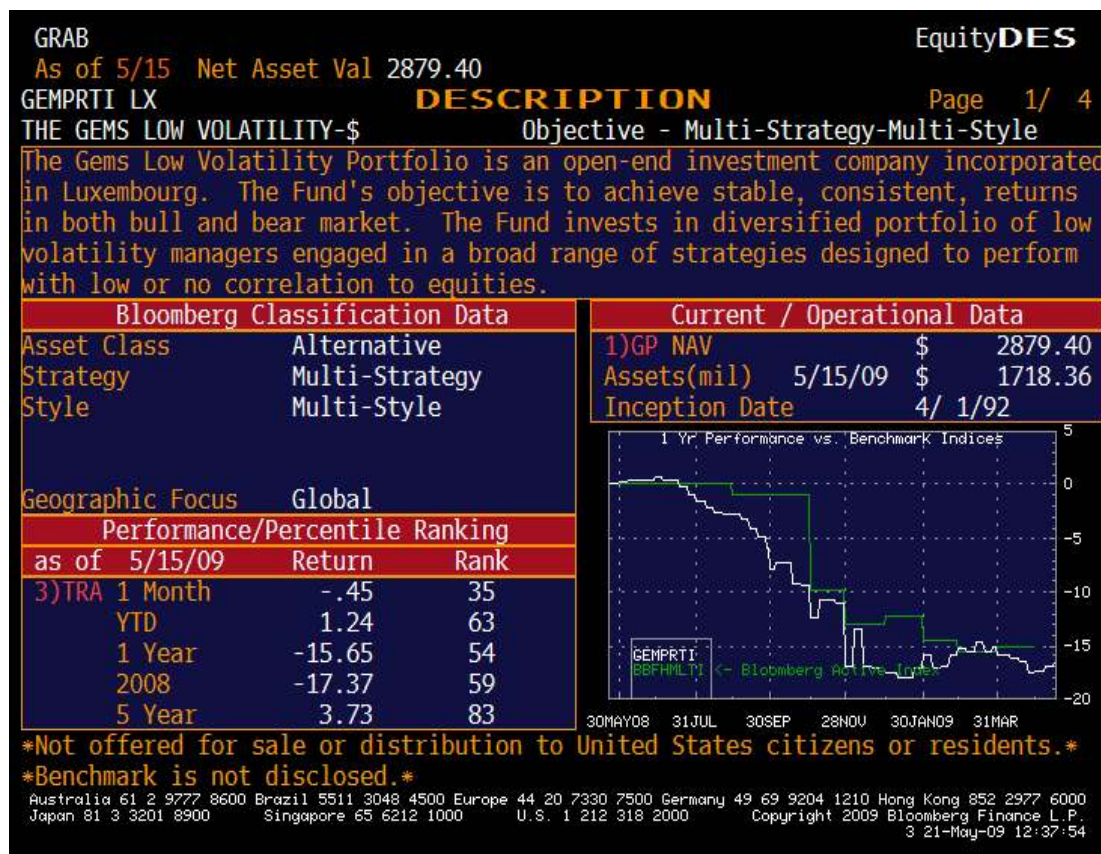 GRAB EquityDES
As of 5/15 Net Asset Val 2879.40
GEMPRTI LX DESCRIPTION Page 1/ 4
THE GEMS LOW VOLATILITY-$ Objective - Multi-Strategy-Multi-Style
The Gems Low Volatility Portfolio is an open-end investment company incorporated
in Luxembourg. The Fund's objective is to achieve stable, consistent, returns
in both bull and bear market. The Fund invests in diversified portfolio of low
volatility managers engaged in a broad range of strategies designed to perform
with low or no correlation to equities.
Bloomberg Classification Data
Asset Class Alternative
Strategy Multi-Strategy
Style Multi-Style
Geographic Focus Global
Performance/Percentile Ranking
as of 5/15/09 Return Rank
3)TRA 1 Month -.45 35
YTD 1.24 63
1 Year -15.65 54
2008 -17.37 59
5 Year 3.73 83
Current / Operational Data
1)GP NAV $ 2879.40
Assets(mil) 5/15/09 $ 1718.36
Inception Date 4/ 1/92
1 Yr Performance vs. Benchmark Indices
5
0
-5
-10
-15
-20
GEMPRTI
BBFHMLTI <- Bloomberg Active Index
30MAY08 31JUL 30SEP 28NOV 30JAN09 31MAR
*Not offered for sale or distribution to United States citizens or residents.*
*Benchmark is not disclosed.*
Australia 61 2 9777 8600 Brazil 5511 3048 4500 Europe 44 20 7330 7500 Germany 49 69 9204 1210 Hong Kong 852 2977 6000
Japan 81 3 3201 8900 Singapore 65 6212 1000 U.S. 1 212 318 2000 Copyright 2009 Bloomberg Finance L.P.
3 21-May-09 12:37:54